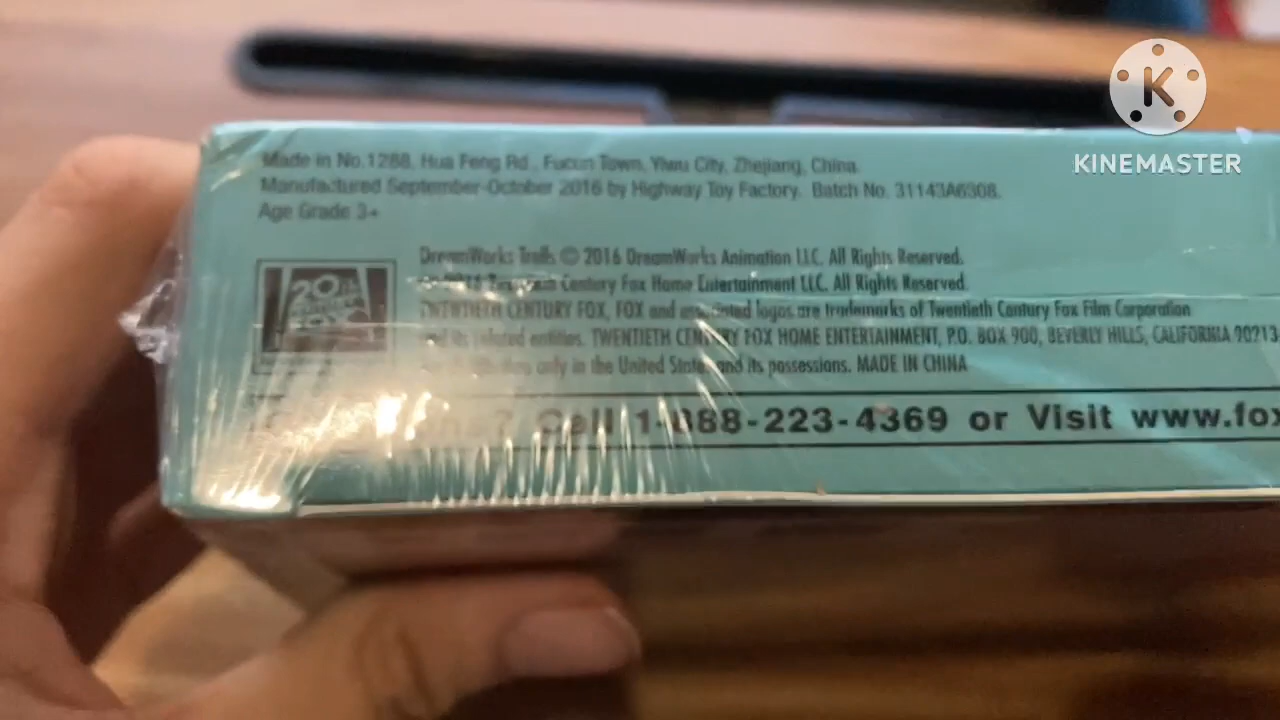 Made in No.1288, Hua Feng Rd., Fucun Town, Yiwu City, Zhejiang, China.
Manufactured September-October 2016 by Highway Toy Factory. Batch No. 31143A6308.
Age Grade 3+
DreamWorks Trolls © 2016 DreamWorks Animation LLC. All Rights Reserved.
Century Fox Home Entertainment LLC. All Rights Reserved.
TWENTIETH CENTURY FOX, FOX and associated logos are trademarks of Twentieth Century Fox Film Corporation
and its related entities. TWENTIETH CENTURY FOX HOME ENTERTAINMENT, P.O. BOX 900, BEVERLY HILLS, CALIFORNIA 90213-
only in the United States and its possessions. MADE IN CHINA
20th
? Call 1-888-223-4369 or Visit www.fox
K
KINEMASTER